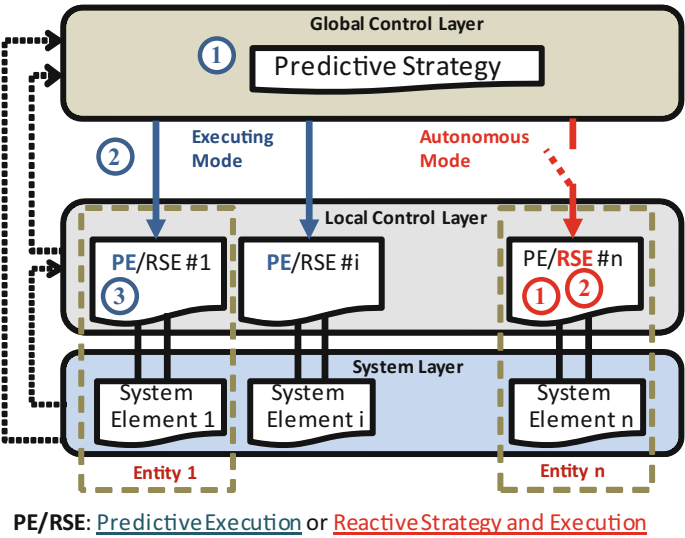 Global Control Layer
1
Predictive Strategy
2
Executing
Mode
Autonomous
Mode
Local Control Layer
PE/RSE #1
3
PE/RSE #i
PE/RSE #n
1 2
System Layer
System
Element 1
System
Element i
System
Element n
Entity 1
Entity n
PE/RSE: Predictive Execution or Reactive Strategy and Execution